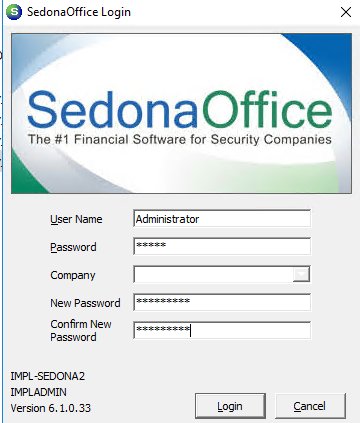 SedonaOffice Login
SedonaOffice
The #1 Financial Software for Security Companies
User Name Administrator
Password *****
Company
New Password *********
Confirm New
Password *********
IMPL-SEDONA2
IMPLADMIN
Version 6.1.0.33
Login Cancel